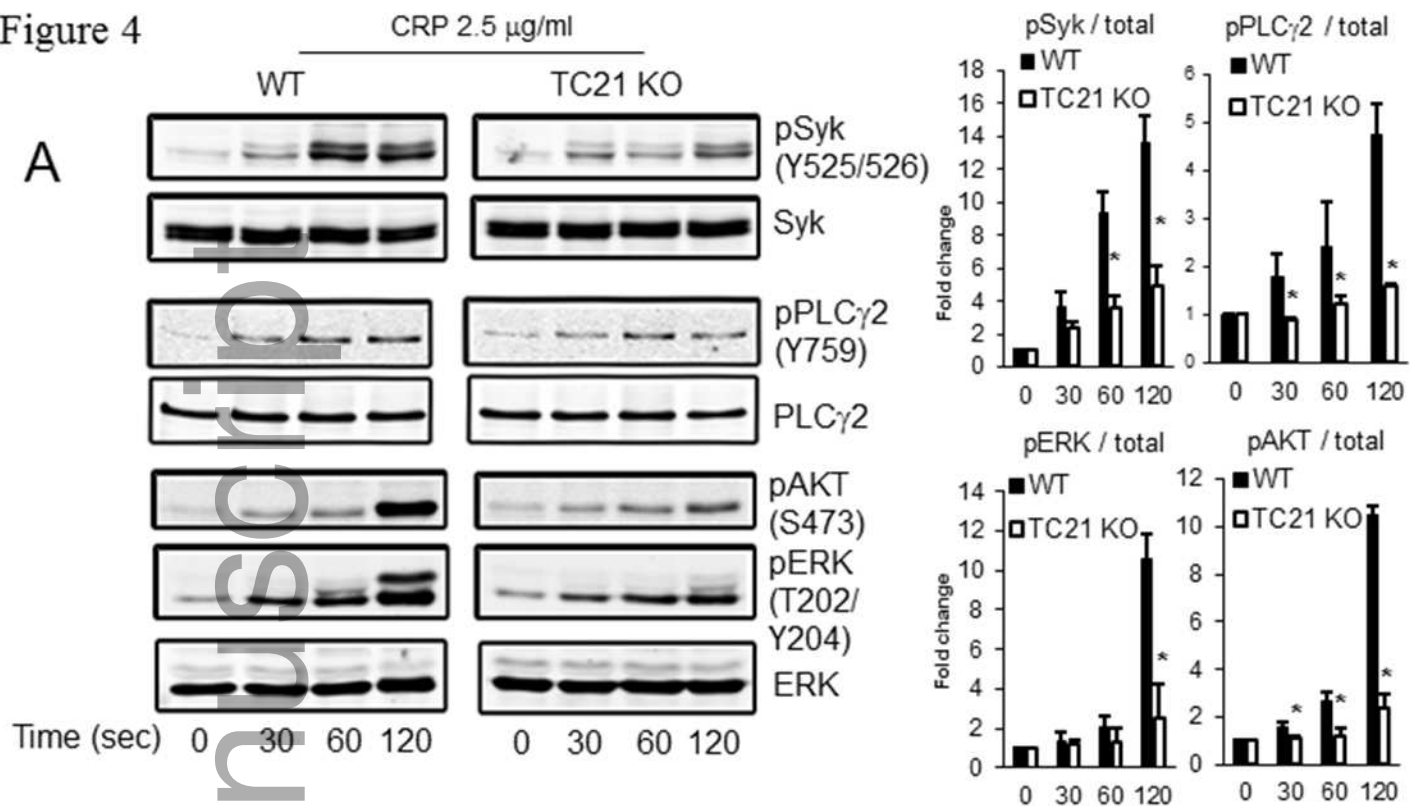 Figure 4
CRP 2.5 μg/ml
WT TC21 KO
A
pSyk
(Y525/526)
Syk
pPLCγ2
(Y759)
PLCγ2
pAKT
(S473)
pERK
(T202/
Y204)
ERK
Time (sec) 0 30 60 120 0 30 60 120
nuscript
pSyk / total
WT
TC21 KO
Fold change
18
16
14
12
10
8
6
4
2
0
* *
0 30 60 120
pPLCγ2 / total
WT
TC21 KO
6
5
4
3
2
1
0
* * *
0 30 60 120
pERK / total
WT
TC21 KO
Fold change
14
12
10
8
6
4
2
0
*
0 30 60 120
pAKT / total
WT
TC21 KO
12
10
8
6
4
2
0
* * *
0 30 60 120